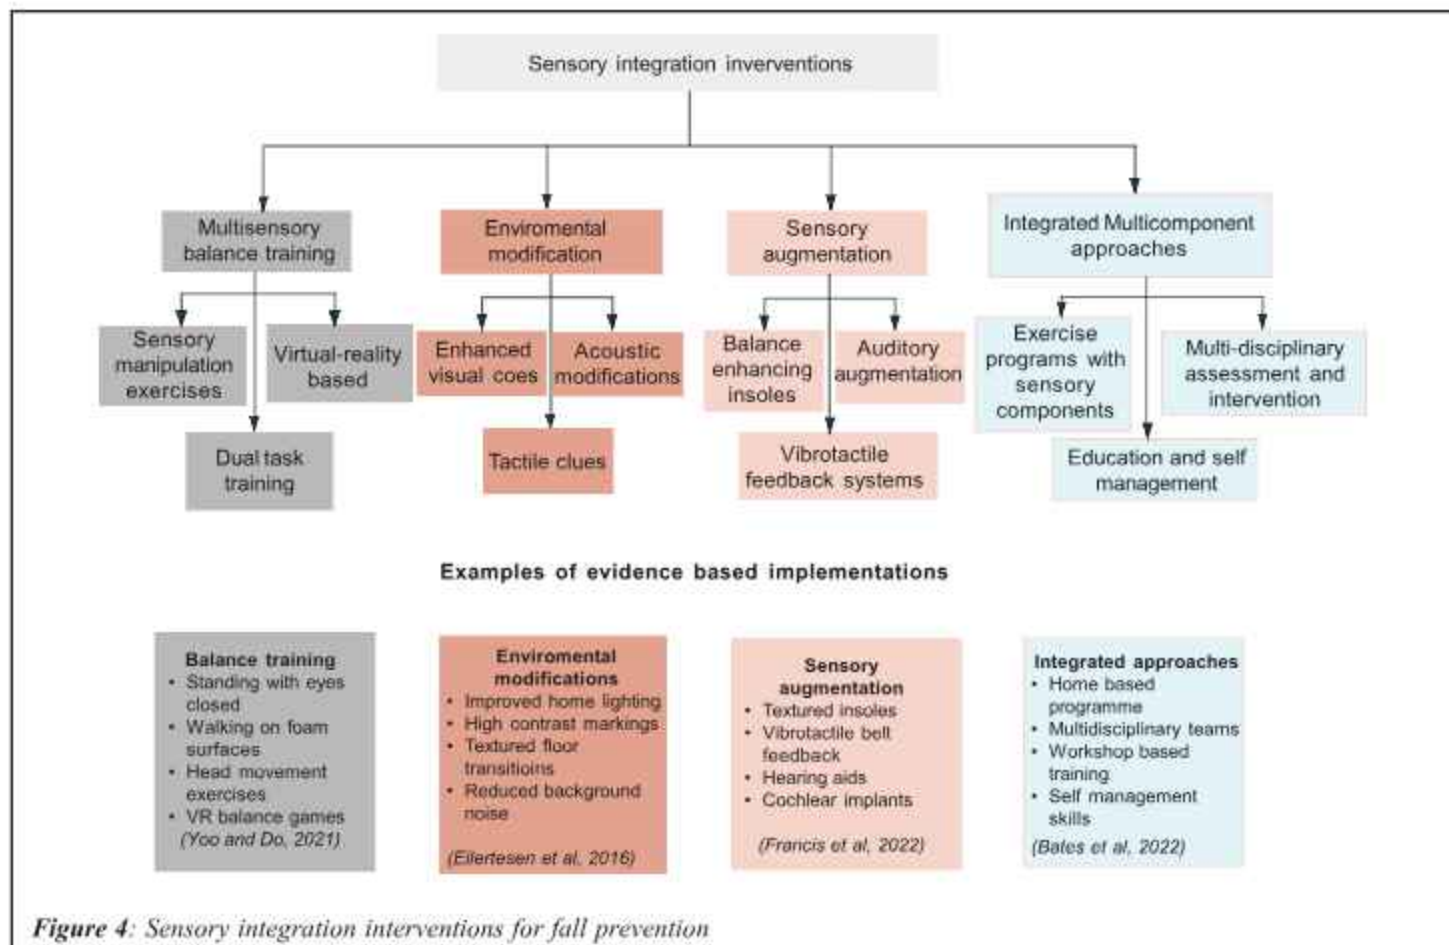 Sensory integration inverventions
Multisensory
balance training
Enviromental
modification
Sensory
augmentation
Integrated Multicomponent
approaches
Sensory
manipulation
exercises
Virtual-reality
based
Dual task
training
Enhanced
visual coes
Acoustic
modifications
Tactile clues
Balance
enhancing
insoles
Auditory
augmentation
Vibrotactile
feedback systems
Exercise
programs with
sensory
components
Multi-disciplinary
assessment and
intervention
Education and self
management
Examples of evidence based implementations
Balance training
• Standing with eyes
closed
• Walking on foam
surfaces
• Head movement
exercises
• VR balance games
(Yoo and Do, 2021)
Enviromental
modifications
• Improved home lighting
• High contrast markings
• Textured floor
transitioins
• Reduced background
noise
(Eilertesen et al, 2016)
Sensory
augmentation
• Textured insoles
• Vibrotactile belt
feedback
• Hearing aids
• Cochlear implants
(Francis et al, 2022)
Integrated approaches
• Home based
programme
• Multidisciplinary teams
• Workshop based
training
• Self management
skills
(Bates et al, 2022)
Figure 4: Sensory integration interventions for fall prevention